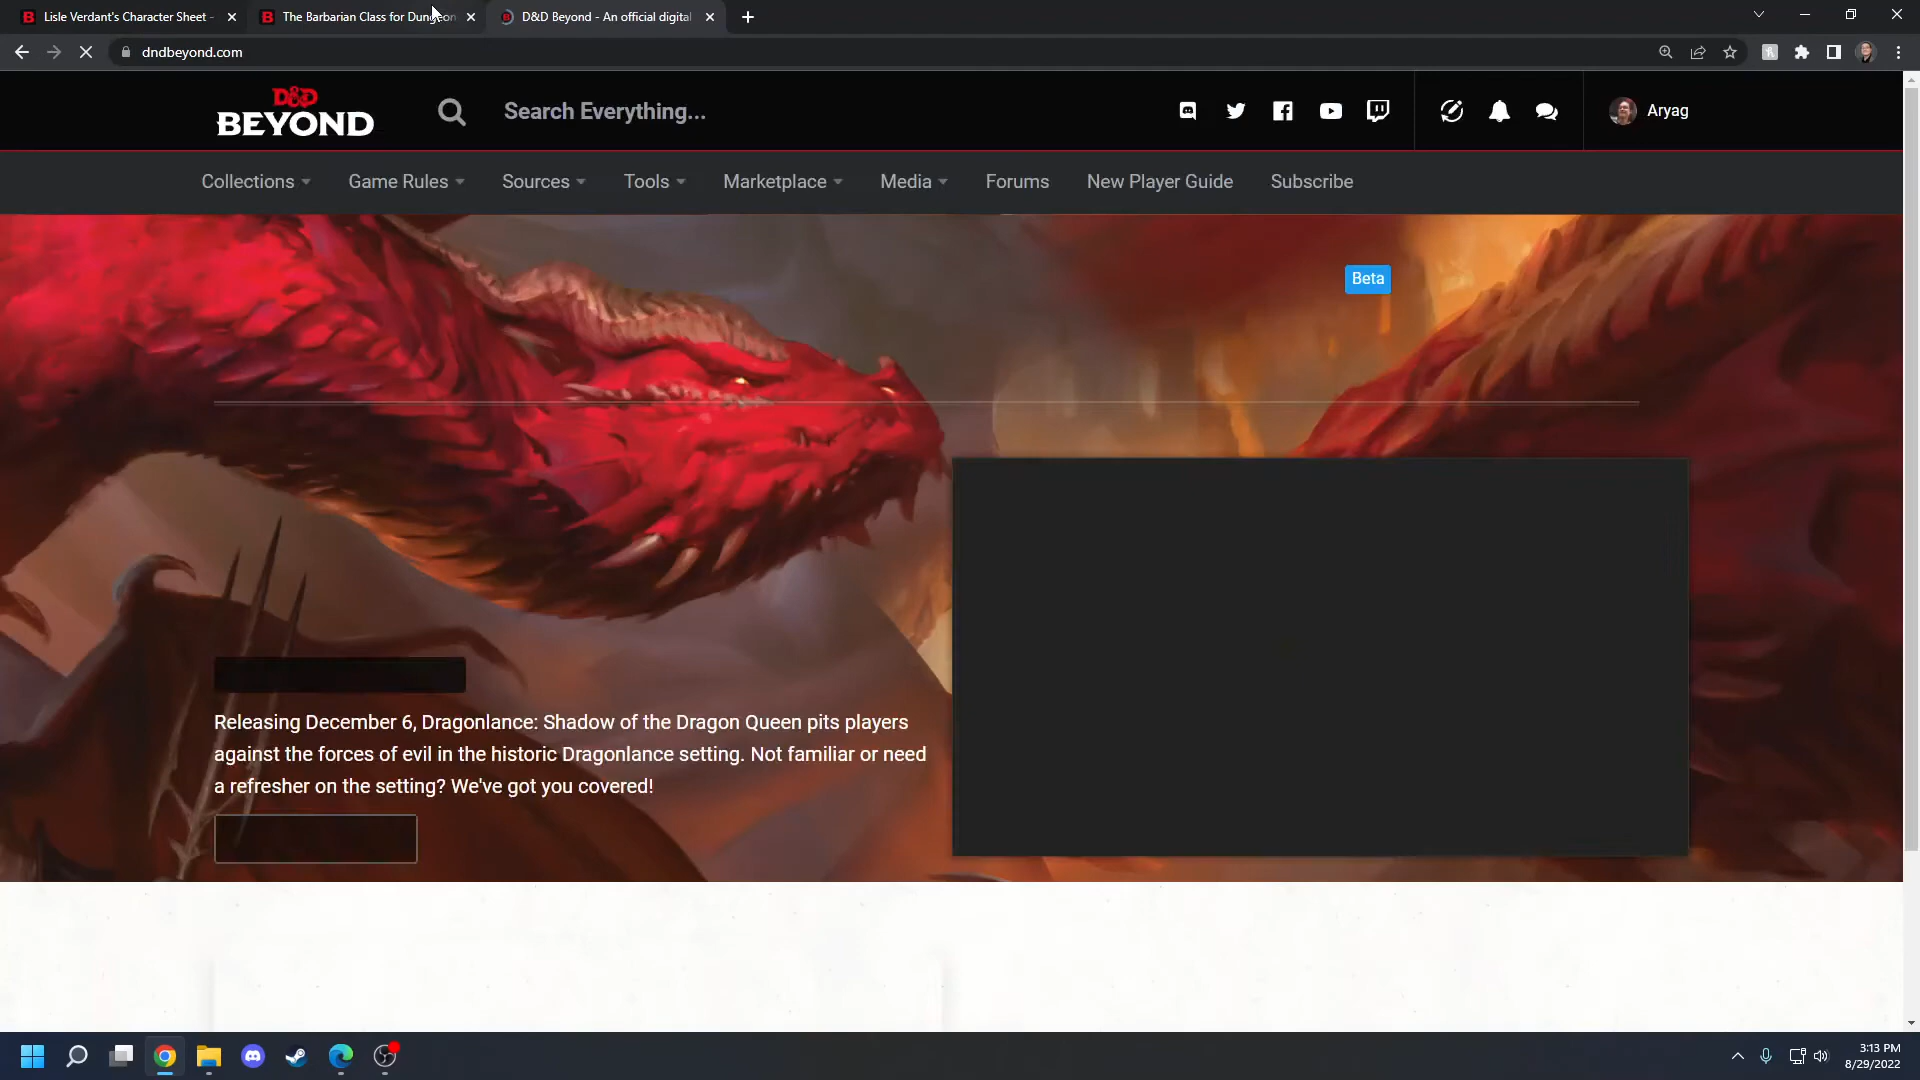 Lisle Verdant's Character Sheet -
The Barbarian Class for Dungeon
D&D Beyond - An official digital
dndbeyond.com
D&D
BEYOND
Search Everything...
Aryag
Collections
Game Rules
Sources
Tools
Marketplace
Media
Forums
New Player Guide
Subscribe
Beta
Releasing December 6, Dragonlance: Shadow of the Dragon Queen pits players
against the forces of evil in the historic Dragonlance setting. Not familiar or need
a refresher on the setting? We've got you covered!
3:13 PM
8/29/2022